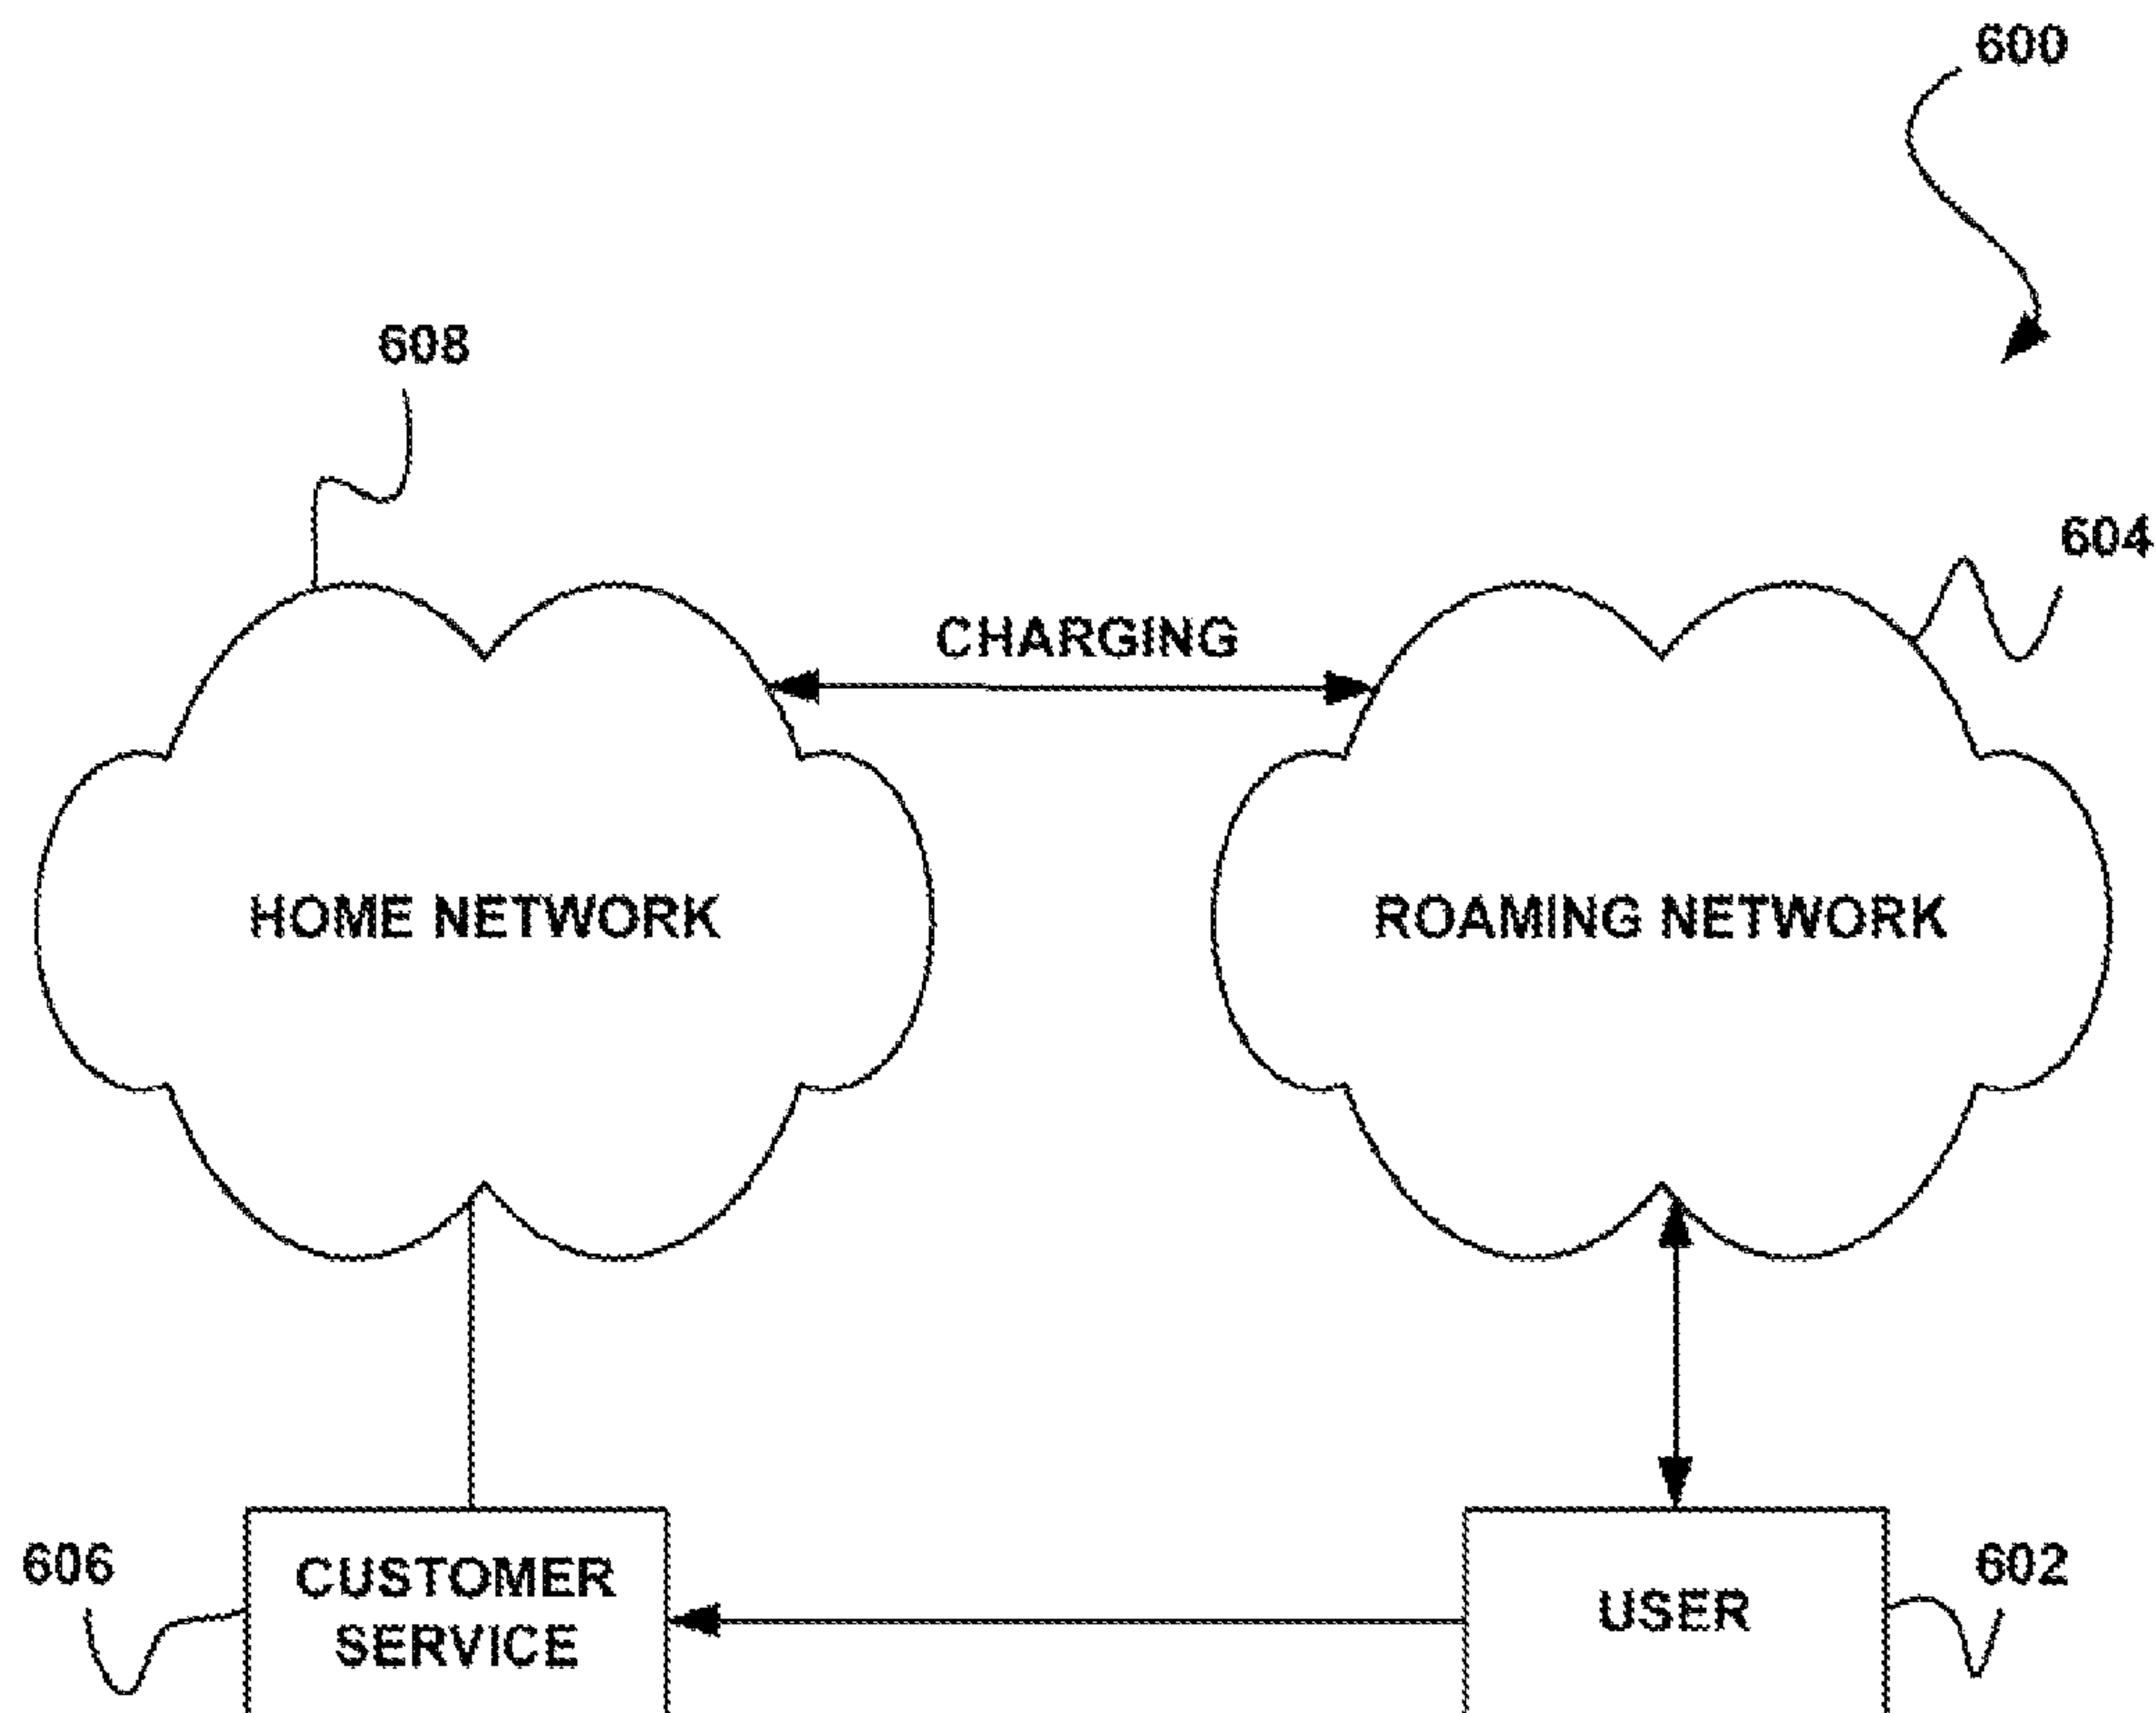 600
608
604
CHARGING
HOME NETWORK
ROAMING NETWORK
606
CUSTOMER
SERVICE
USER
602